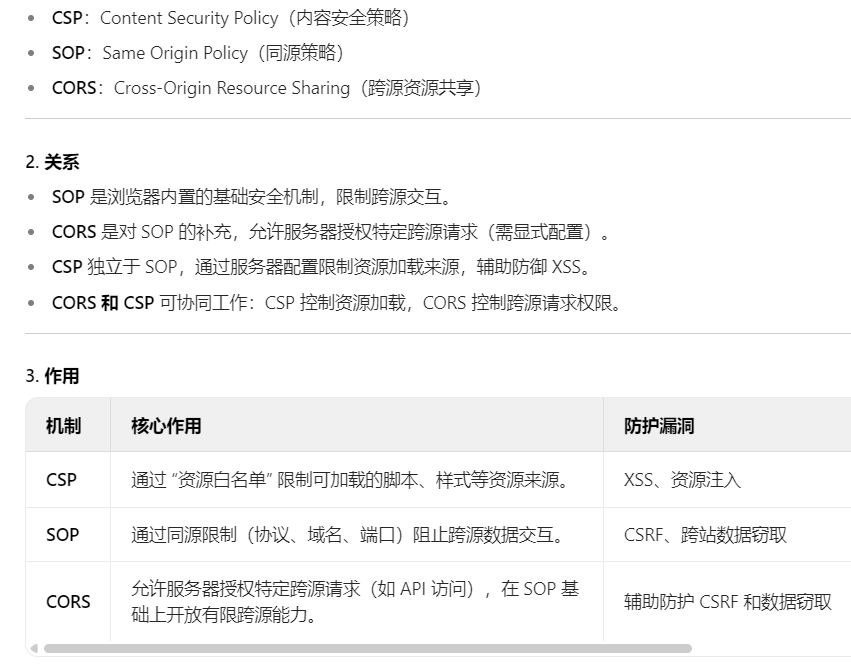 CSP：Content Security Policy（内容安全策略）
SOP：Same Origin Policy（同源策略）
CORS：Cross-Origin Resource Sharing（跨源资源共享）
2. 关系
SOP 是浏览器内置的基础安全机制，限制跨源交互。
CORS 是对 SOP 的补充，允许服务器授权特定跨源请求（需显式配置）。
CSP 独立于 SOP，通过服务器配置限制资源加载来源，辅助防御 XSS。
CORS 和 CSP 可协同工作：CSP 控制资源加载，CORS 控制跨源请求权限。
3. 作用
机制 核心作用 防护漏洞
CSP 通过 “资源白名单” 限制可加载的脚本、样式等资源来源。 XSS、资源注入
SOP 通过同源限制（协议、域名、端口）阻止跨源数据交互。 CSRF、跨站数据窃取
CORS 允许服务器授权特定跨源请求（如 API 访问），在 SOP 基
础上开放有限跨源能力。 辅助防护 CSRF 和数据窃取